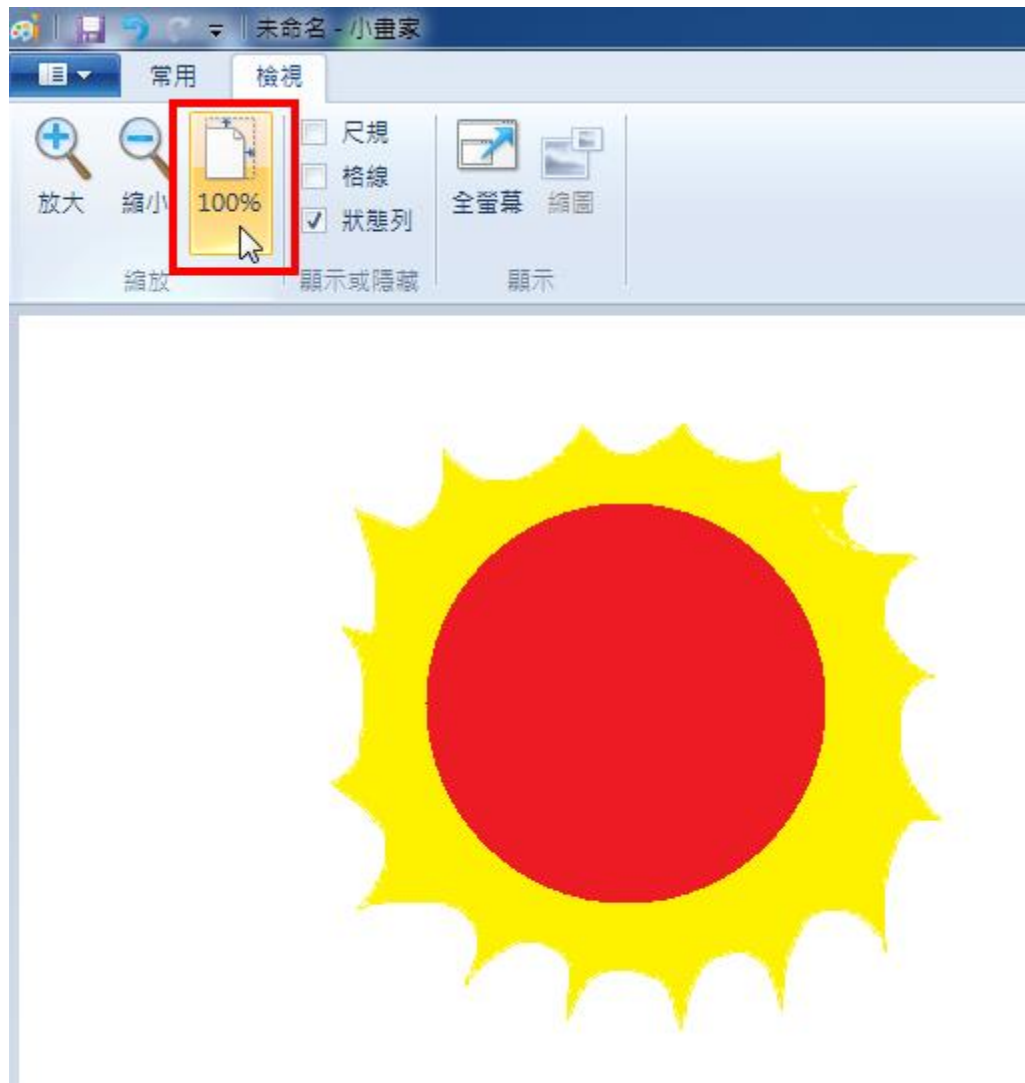 未命名 - 小畫家
常用 檢視
放大 縮小 100%
尺規
格線
狀態列
全螢幕 縮圖
縮放 顯示或隱藏 顯示